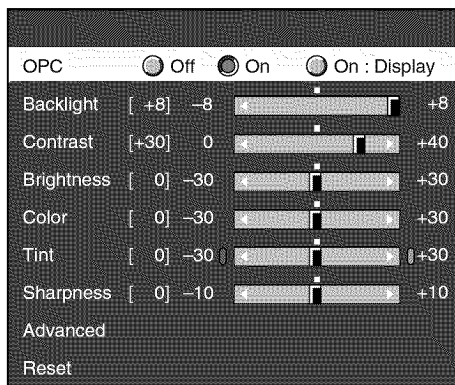 OPC Off On On : Display
Backlight [ +8] –8 +8
Contrast [+30] 0 +40
Brightness [ 0] –30 +30
Color [ 0] –30 +30
Tint [ 0] –30 +30
Sharpness [ 0] –10 +10
Advanced
Reset